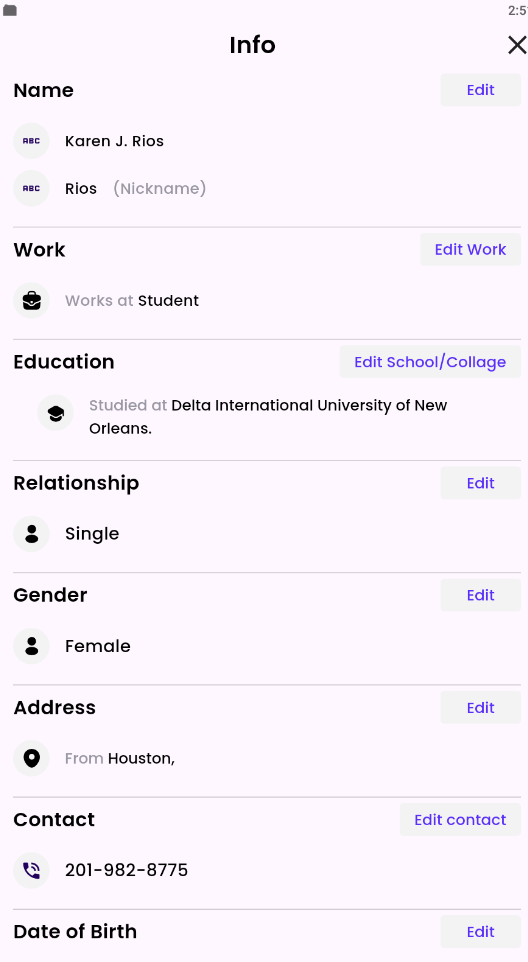 2:5
Info
Name Edit
ABC Karen J. Rios
ABC Rios (Nickname)
Work Edit Work
Works at Student
Education Edit School/Collage
Studied at Delta International University of New
Orleans.
Relationship Edit
Single
Gender Edit
Female
Address Edit
From Houston,
Contact Edit contact
201-982-8775
Date of Birth Edit